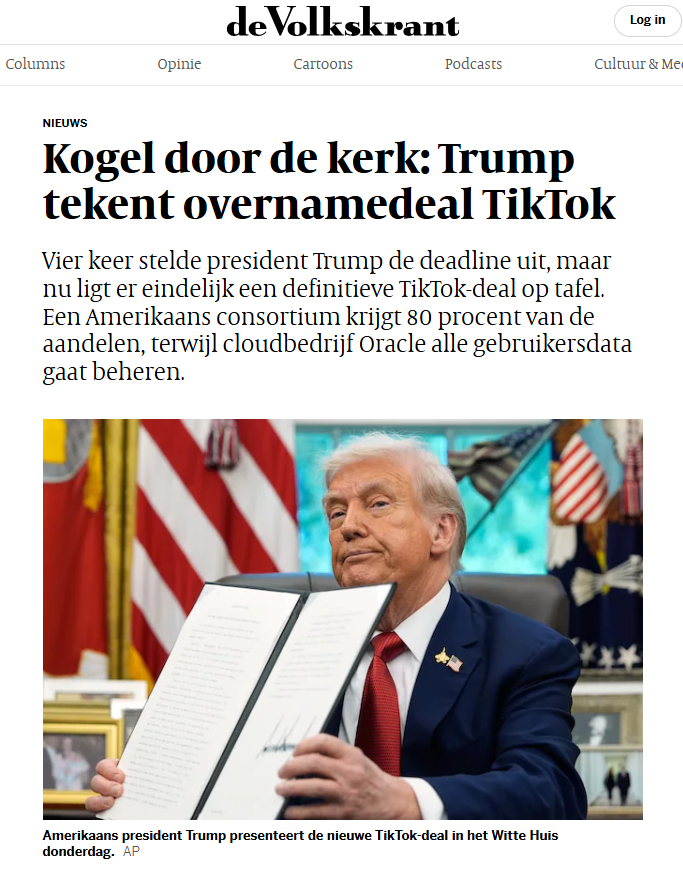 deVolkskrant
Log in
Columns
Opinie
Cartoons
Podcasts
Cultuur & Me
NIEUWS
Kogel door de kerk: Trump
tekent overnamedeal TikTok
Vier keer stelde president Trump de deadline uit, maar
nu ligt er eindelijk een definitieve TikTok-deal op tafel.
Een Amerikaans consortium krijgt 80 procent van de
aandelen, terwijl cloudbedrijf Oracle alle gebruikersdata
gaat beheren.
Amerikaans president Trump presenteert de nieuwe TikTok-deal in het Witte Huis
donderdag. AP